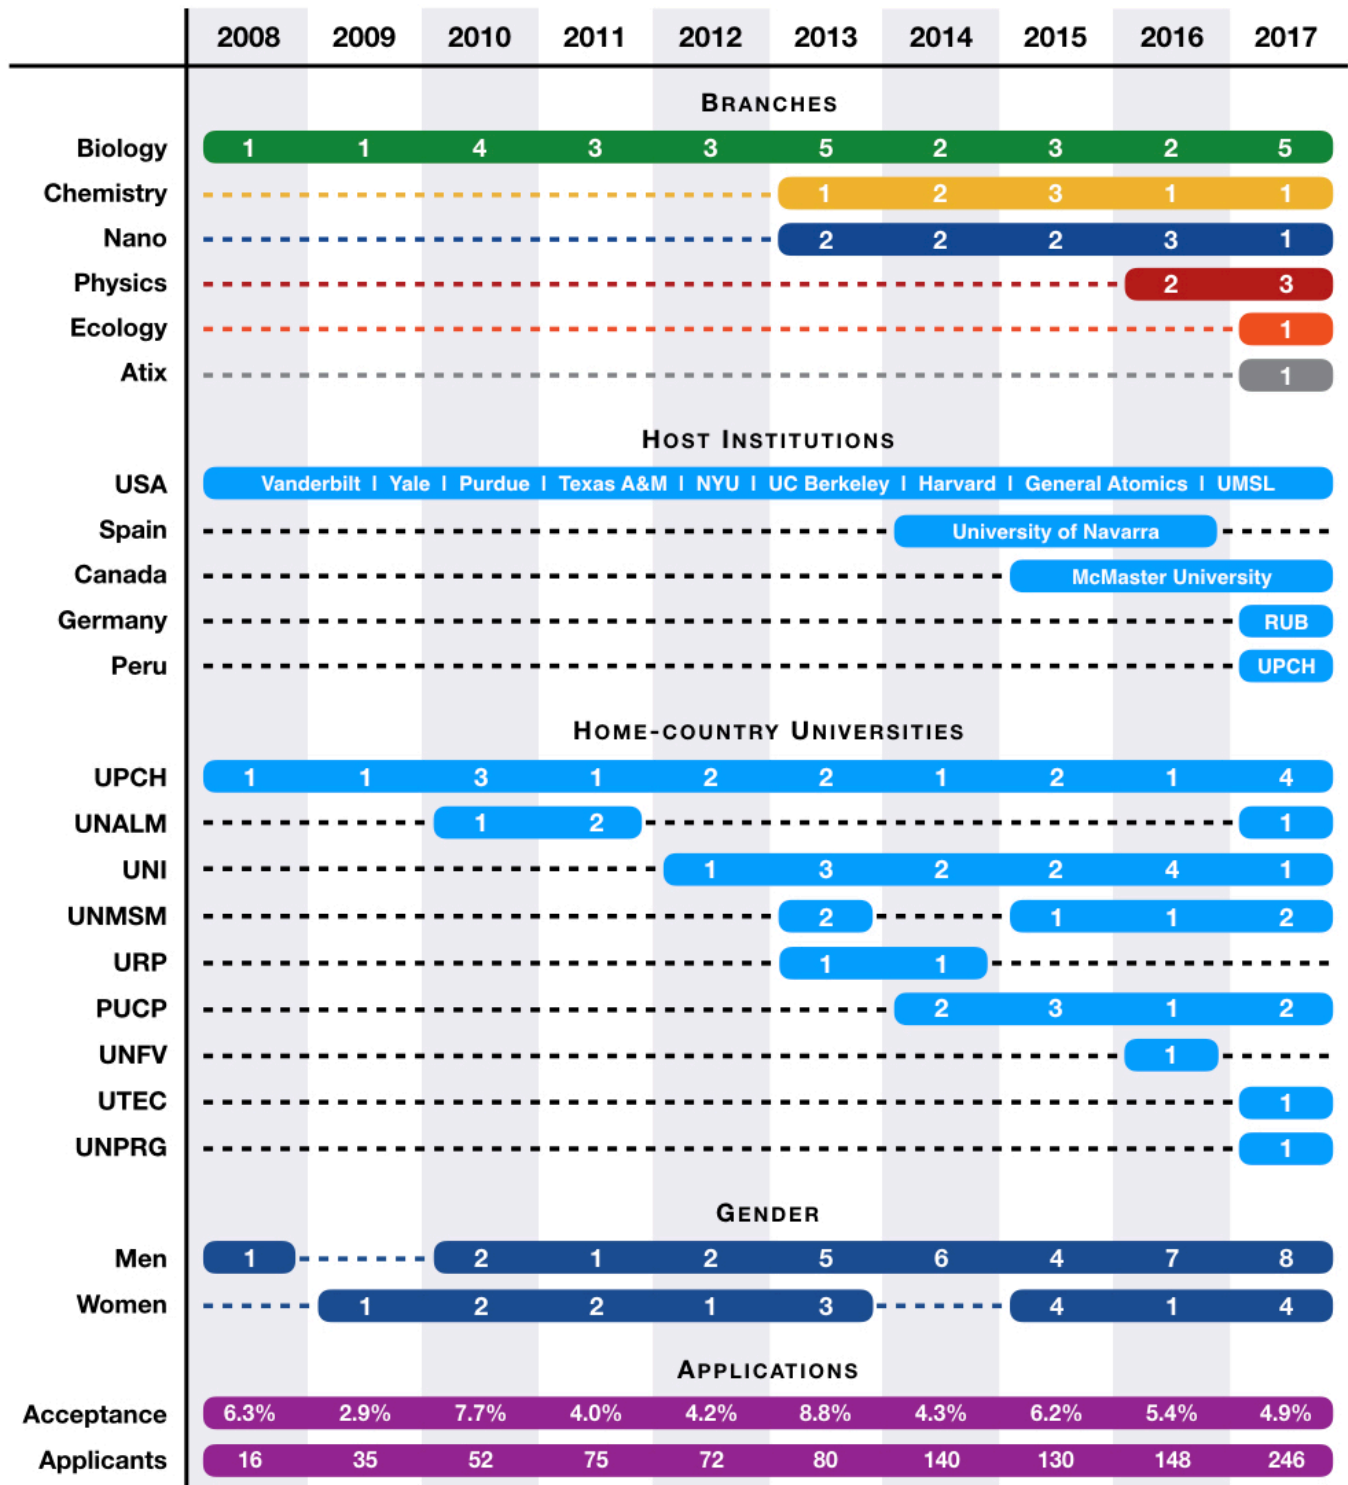 2008 2009 2010 2011 2012 2013 2014 2015 2016 2017
BRANCHES
Biology 1 1 4 3 3 5 2 3 2 5
Chemistry 1 2 3 1 1
Nano 2 2 2 3 1
Physics 2 3
Ecology 1
Atix 1
HOST INSTITUTIONS
USA Vanderbilt | Yale | Purdue | Texas A&M | NYU | UC Berkeley | Harvard | General Atomics | UMSL
Spain University of Navarra
Canada McMaster University
Germany RUB
Peru UPCH
HOME-COUNTRY UNIVERSITIES
UPCH 1 1 3 1 2 2 1 2 1 4
UNALM 1 2 1
UNI 1 3 2 2 4 1
UNMSM 2 1 1 2
URP 1 1
PUCP 2 3 1 2
UNFV 1
UTEC 1
UNPRG 1
GENDER
Men 1 2 1 2 5 6 4 7 8
Women 1 2 2 1 3 4 1 4
APPLICATIONS
Acceptance 6.3% 2.9% 7.7% 4.0% 4.2% 8.8% 4.3% 6.2% 5.4% 4.9%
Applicants 16 35 52 75 72 80 140 130 148 246